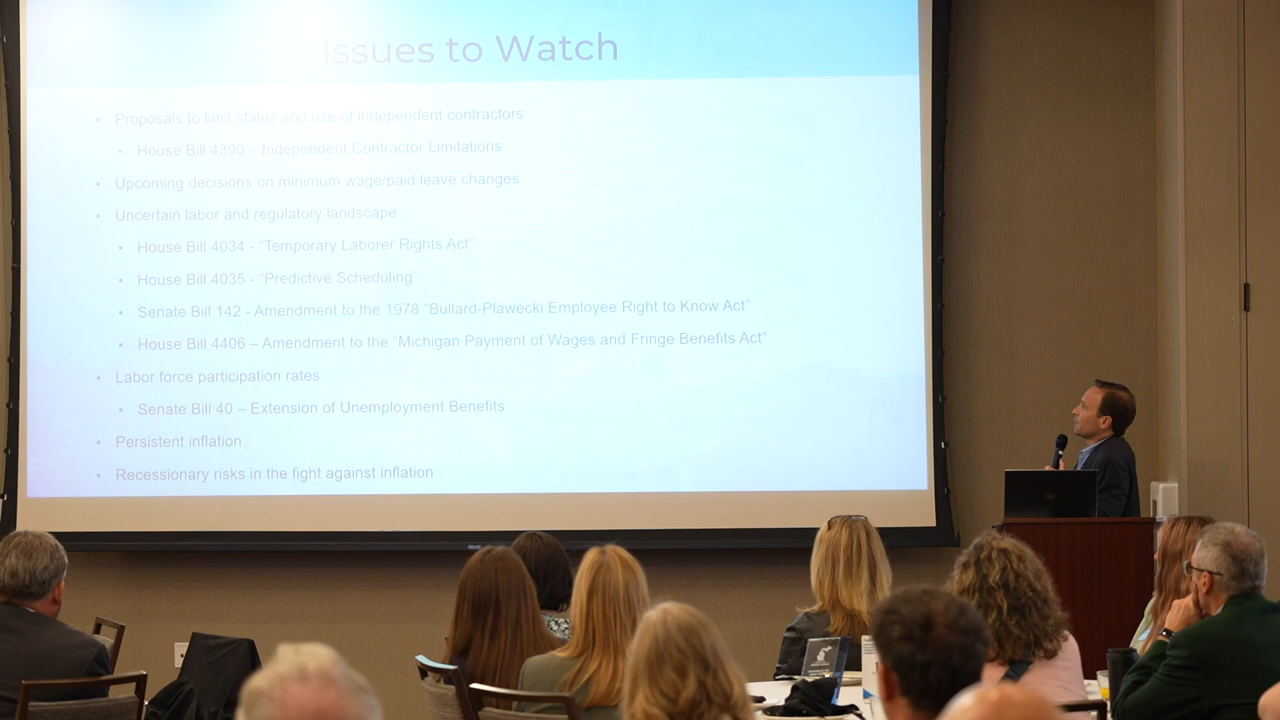 Issues to Watch
• Proposals to limit status and use of independent contractors
• House Bill 4390 – Independent Contractor Limitations
• Upcoming decisions on minimum wage/paid leave changes
• Uncertain labor and regulatory landscape
• House Bill 4034 - “Temporary Laborer Rights Act”
• House Bill 4035 - “Predictive Scheduling”
• Senate Bill 142 - Amendment to the 1978 “Bullard-Plawecki Employee Right to Know Act”
• House Bill 4406 – Amendment to the “Michigan Payment of Wages and Fringe Benefits Act”
• Labor force participation rates
• Senate Bill 40 – Extension of Unemployment Benefits
• Persistent inflation
• Recessionary risks in the fight against inflation